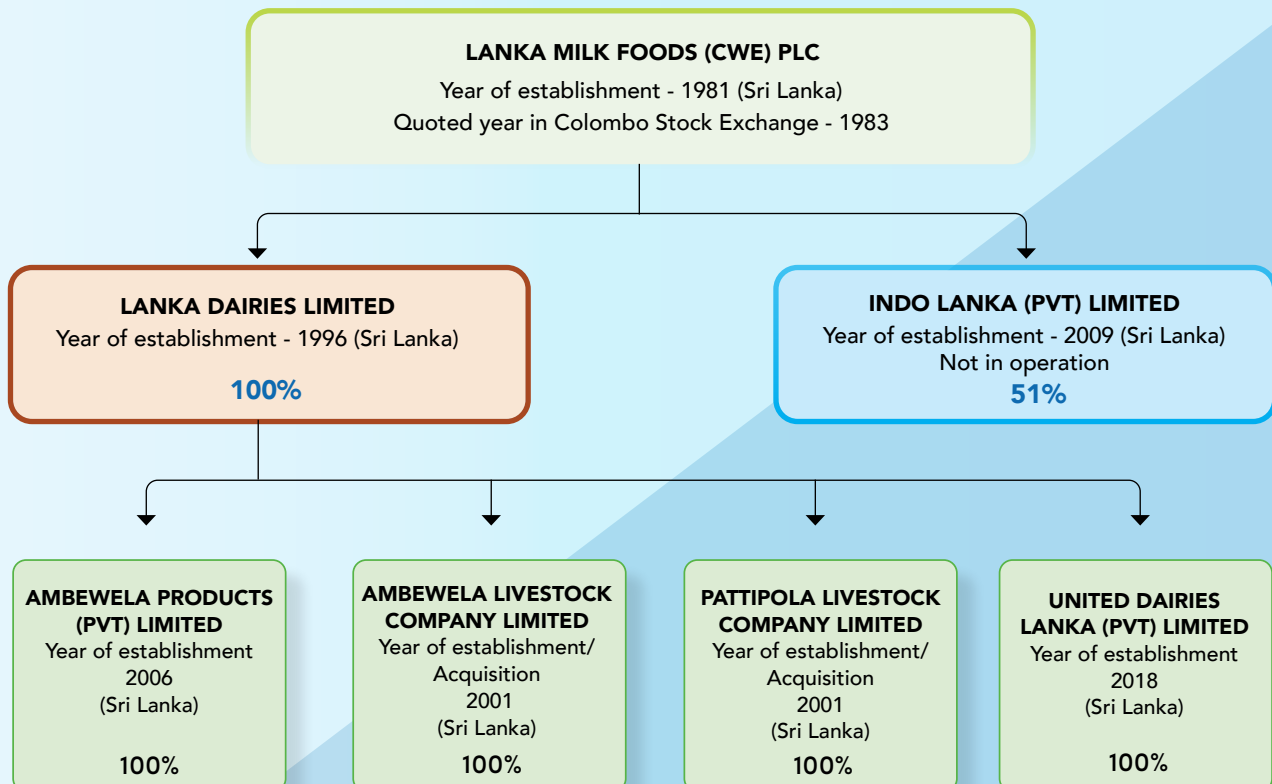 LANKA MILK FOODS (CWE) PLC
Year of establishment - 1981 (Sri Lanka)
Quoted year in Colombo Stock Exchange - 1983
LANKA DAIRIES LIMITED
Year of establishment - 1996 (Sri Lanka)
100%
INDO LANKA (PVT) LIMITED
Year of establishment - 2009 (Sri Lanka)
Not in operation
51%
AMBEWELA PRODUCTS
(PVT) LIMITED
Year of establishment
2006
(Sri Lanka)
100%
AMBEWELA LIVESTOCK
COMPANY LIMITED
Year of establishment/
Acquisition
2001
(Sri Lanka)
100%
PATTIPOLA LIVESTOCK
COMPANY LIMITED
Year of establishment/
Acquisition
2001
(Sri Lanka)
100%
UNITED DAIRIES
LANKA (PVT) LIMITED
Year of establishment
2018
(Sri Lanka)
100%